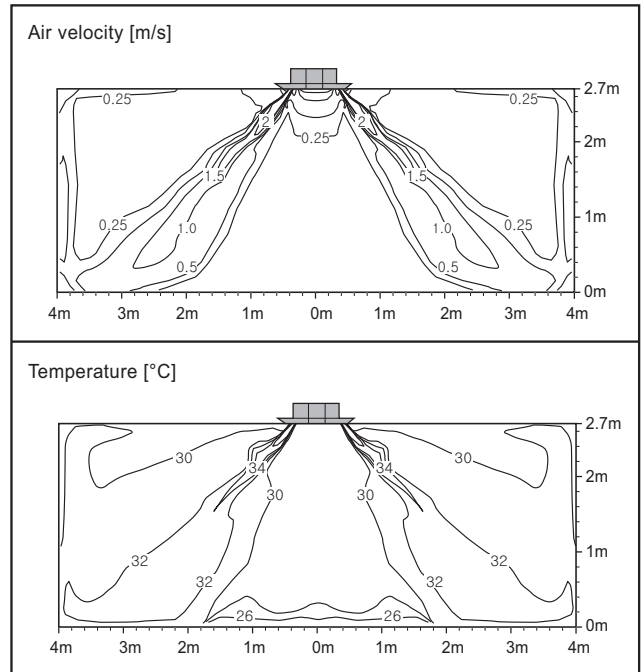 Air velocity [m/s]
0.25 0.25 2.7m
2 2 2m
0.25
1.5 1.5
0.25 1.0 1.0 0.25 1m
0.5 0.5
0m
4m 3m 2m 1m 0m 1m 2m 3m 4m
Temperature [°C]
2.7m
30 34 34 30
30 30 2m
32 32 1m
32 32
26 26 0m
4m 3m 2m 1m 0m 1m 2m 3m 4m